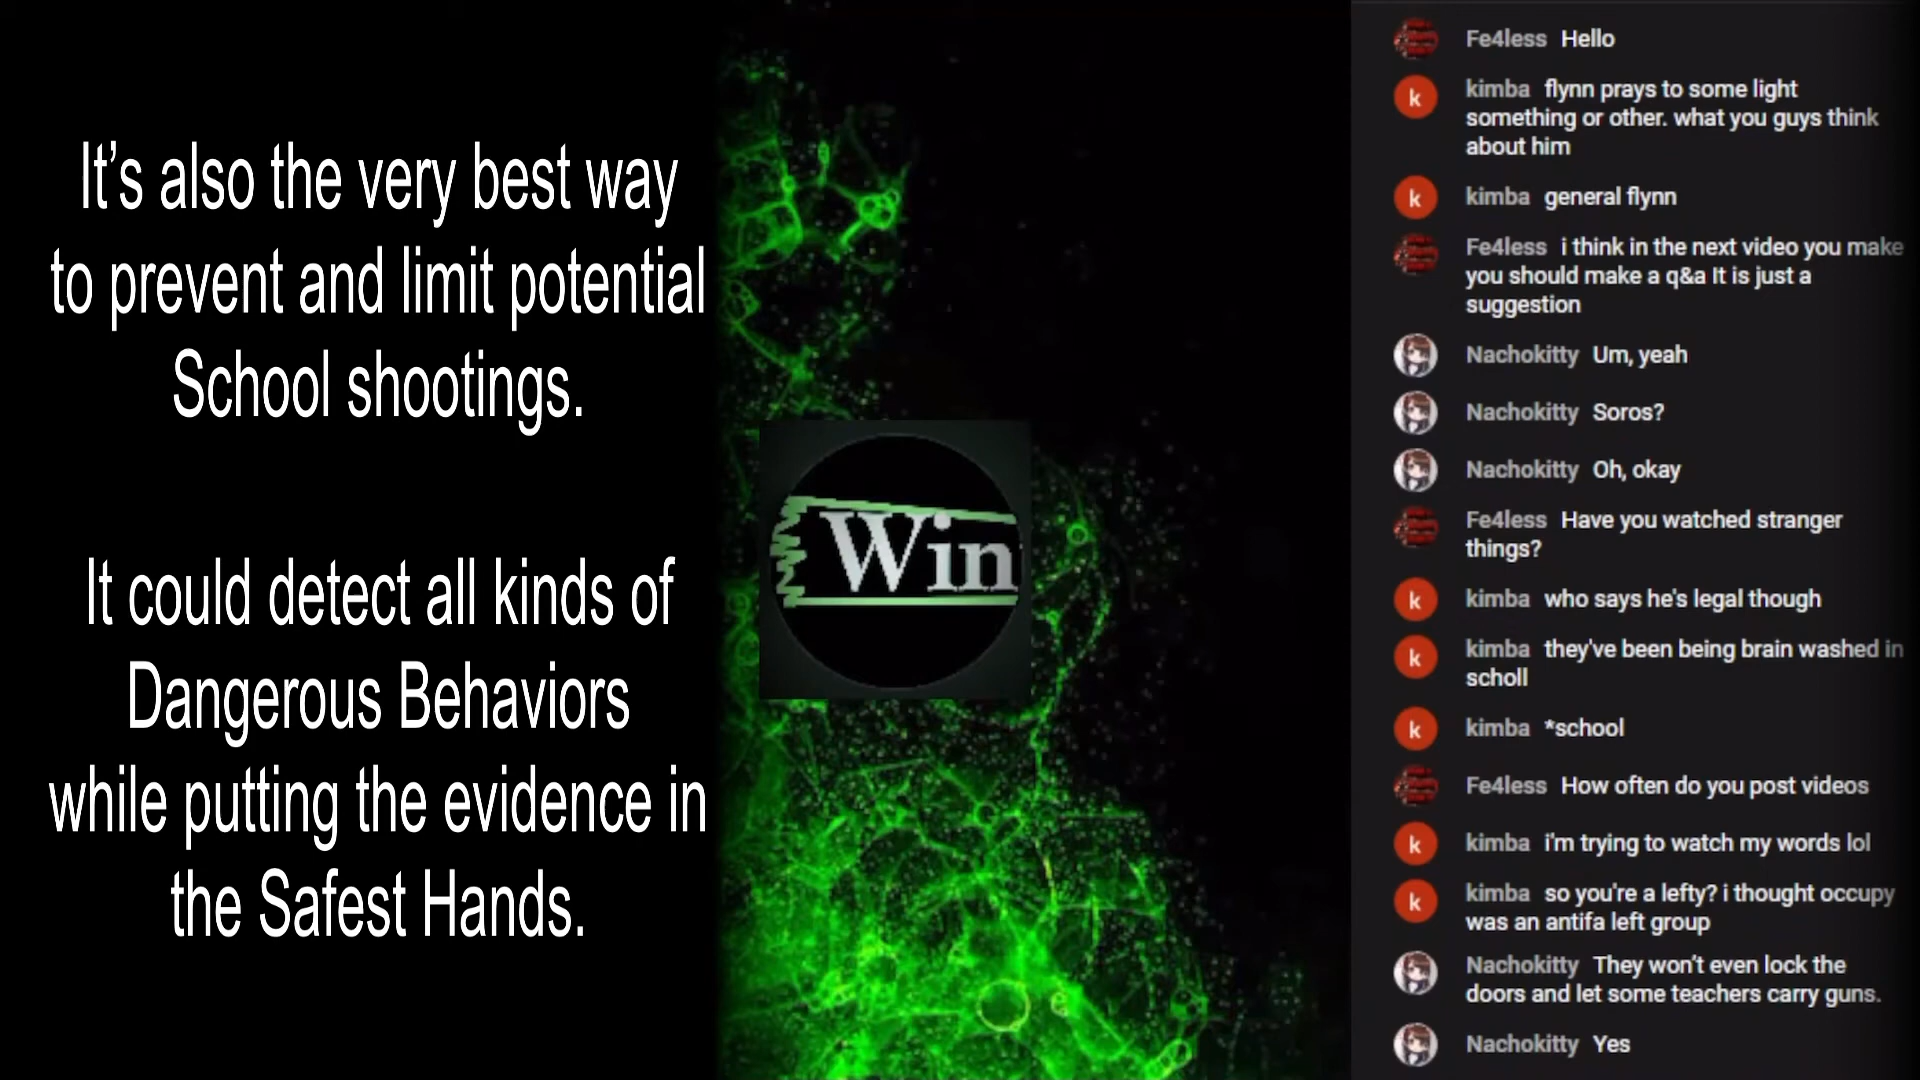 It's also the very best way
to prevent and limit potential
School shootings.
It could detect all kinds of
Dangerous Behaviors
while putting the evidence in
the Safest Hands.
Win
Fe4less Hello
k
kimba flynn prays to some light
something or other. what you guys think
about him
k
kimba general flynn
Fe4less i think in the next video you make
you should make a q&a It is just a
suggestion
Nachokitty Um, yeah
Nachokitty Soros?
Nachokitty Oh, okay
Fe4less Have you watched stranger
things?
k
kimba who says he's legal though
k
kimba they've been being brain washed in
scholl
k
kimba *school
Fe4less How often do you post videos
k
kimba i'm trying to watch my words lol
k
kimba so you're a lefty? i thought occupy
was an antifa left group
Nachokitty They won't even lock the
doors and let some teachers carry guns.
Nachokitty Yes